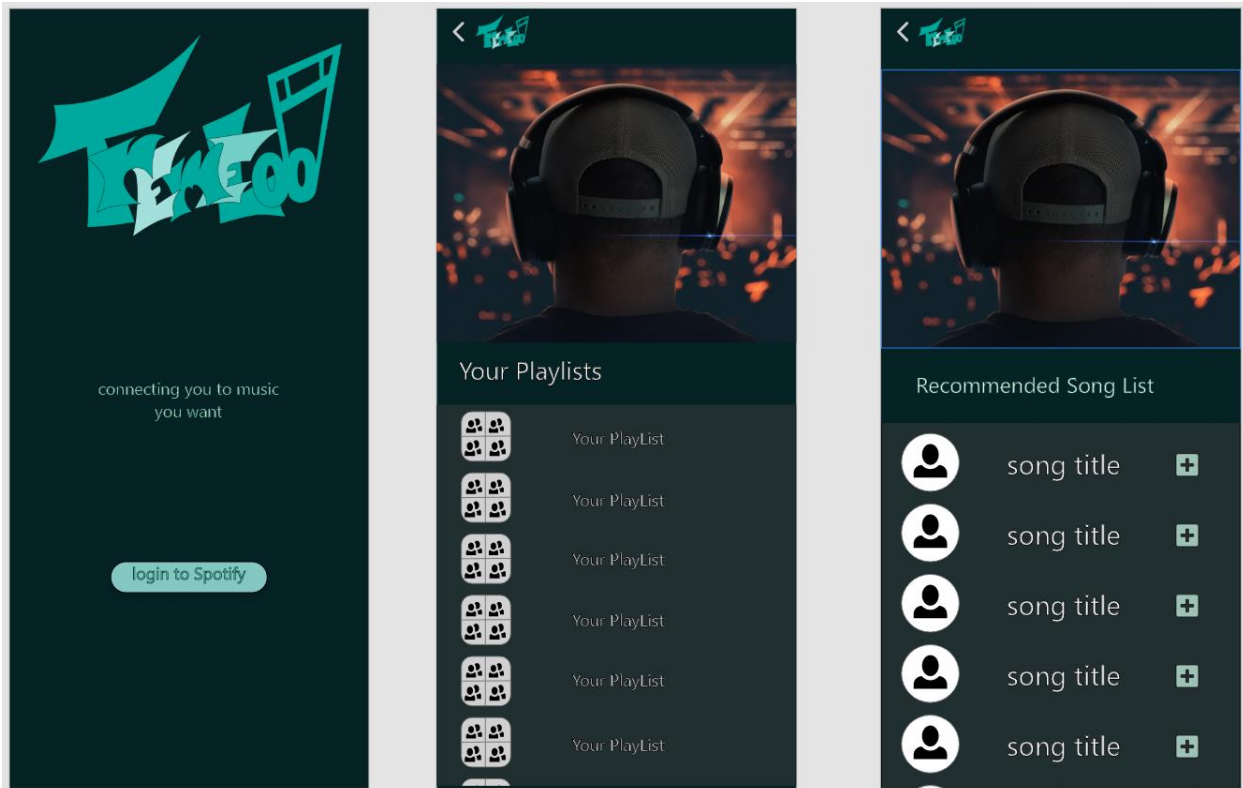 connecting you to music
you want
login to Spotify
Your Playlists
Your PlayList
Your PlayList
Your PlayList
Your PlayList
Your PlayList
Your PlayList
Recommended Song List
song title
song title
song title
song title
song title